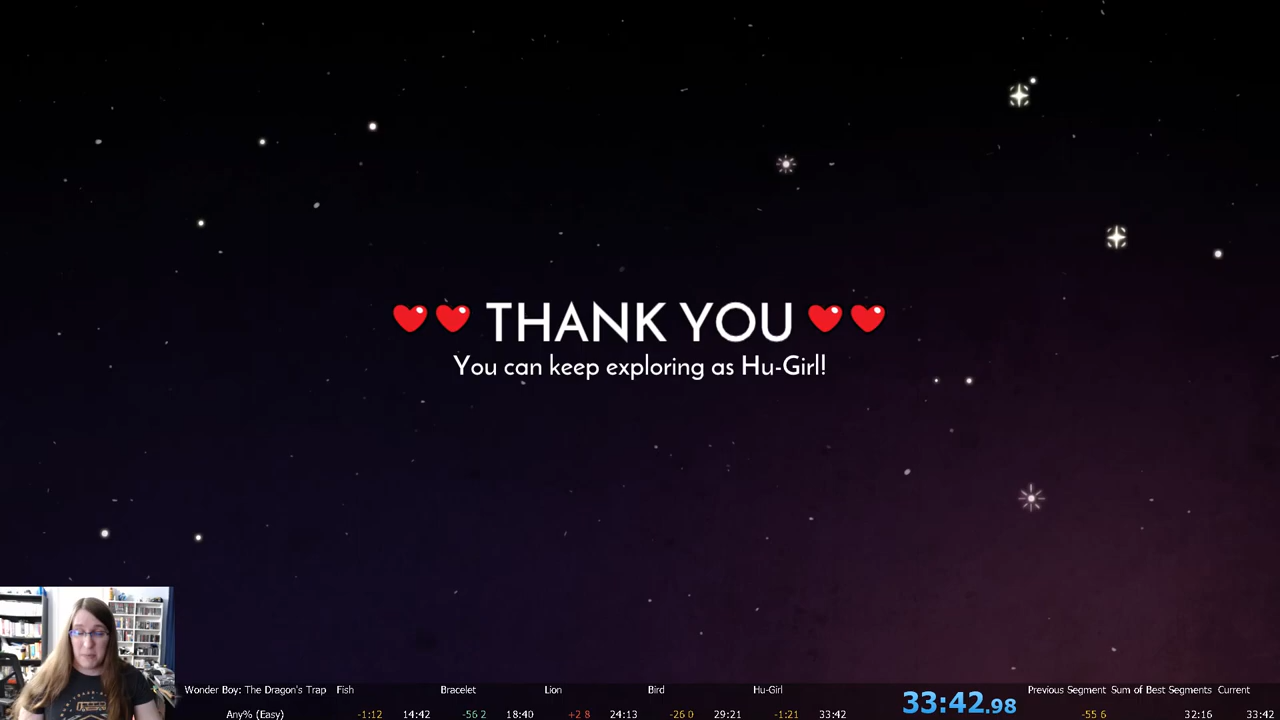 THANK YOU
You can keep exploring as Hu-Girl!
Wonder Boy: The Dragon's Trap Fish Bracelet Lion Bird Hu-Girl 33:42.98 Previous Segment Sum of Best Segments Current
Any% (Easy) -1:12 14:42 -56.2 18:40 +2.8 24:13 -26.0 29:21 -1:21 33:42 -55.6 32:16 33:42